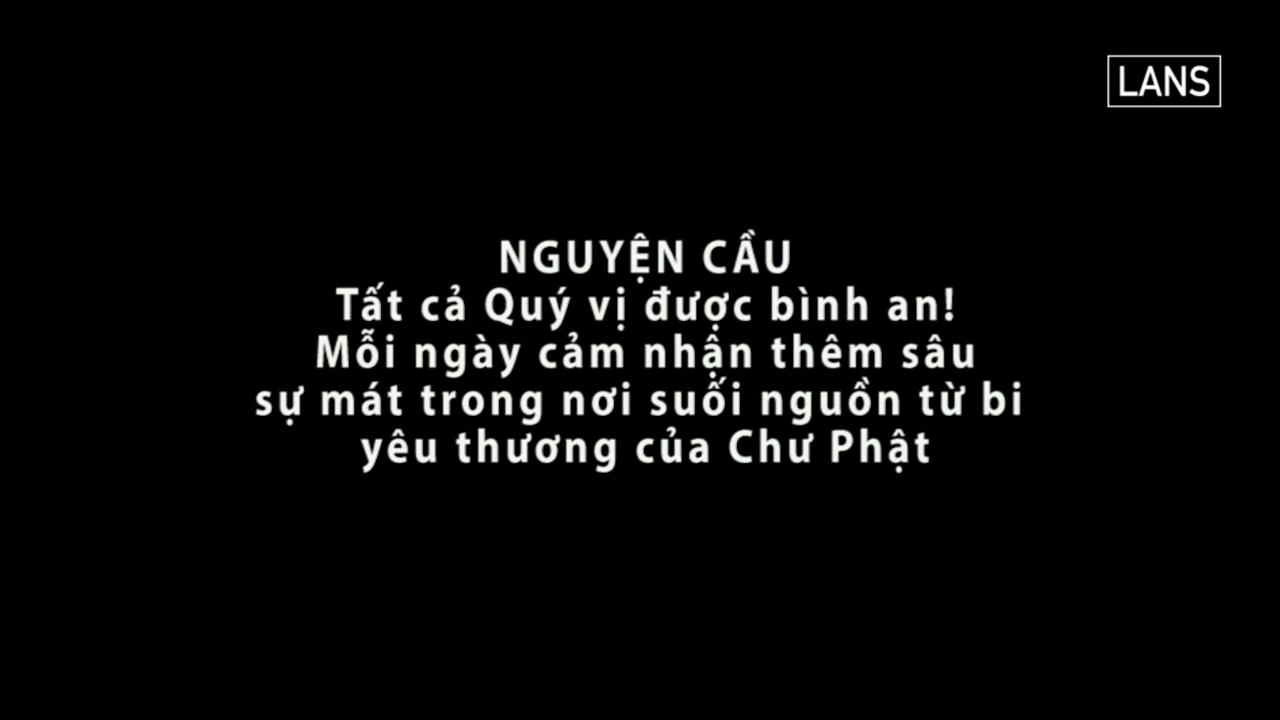 LANS
NGUYỆN CẦU
Tất cả Quý vị được bình an!
Mỗi ngày cảm nhận thêm sâu
sự mát trong nơi suối nguồn từ bi
yêu thương của Chư Phật